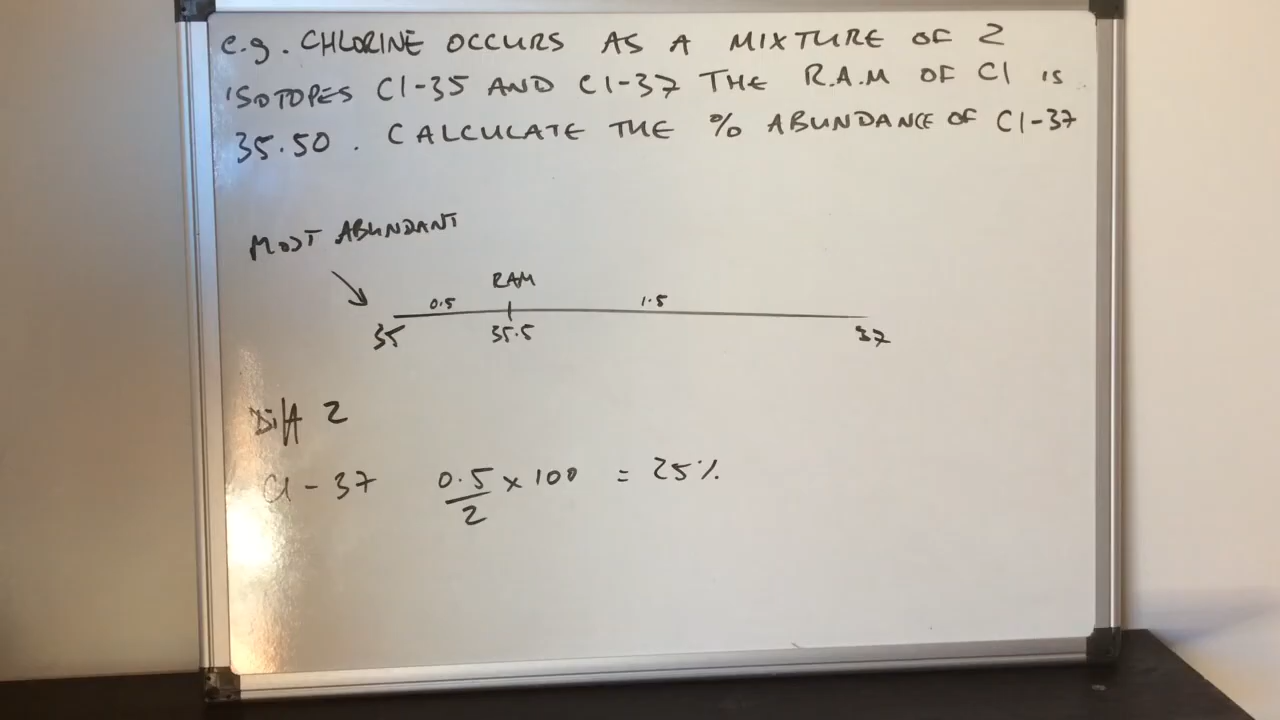 e.g. CHLORINE OCCURS AS A MIXTURE OF 2
ISOTOPES Cl-35 AND Cl-37 THE R.A.M OF Cl IS
35.50. CALCULATE THE % ABUNDANCE OF Cl-37
MOST ABUNDANT
RAM
0.5 1.5
35 35.5 37
Diff 2
Cl-37 0.5/2 × 100 = 25%